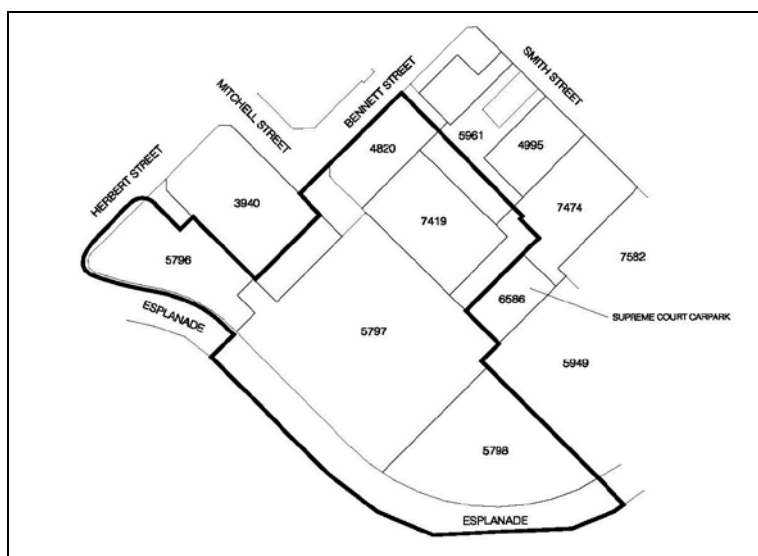 SMITH STREET
BENNETT STREET
MITCHELL STREET
HERBERT STREET
4820
5961
4995
3940
7474
7419
7582
5796
6586
SUPREME COURT CARPARK
ESPLANADE
5797
5949
5798
ESPLANADE